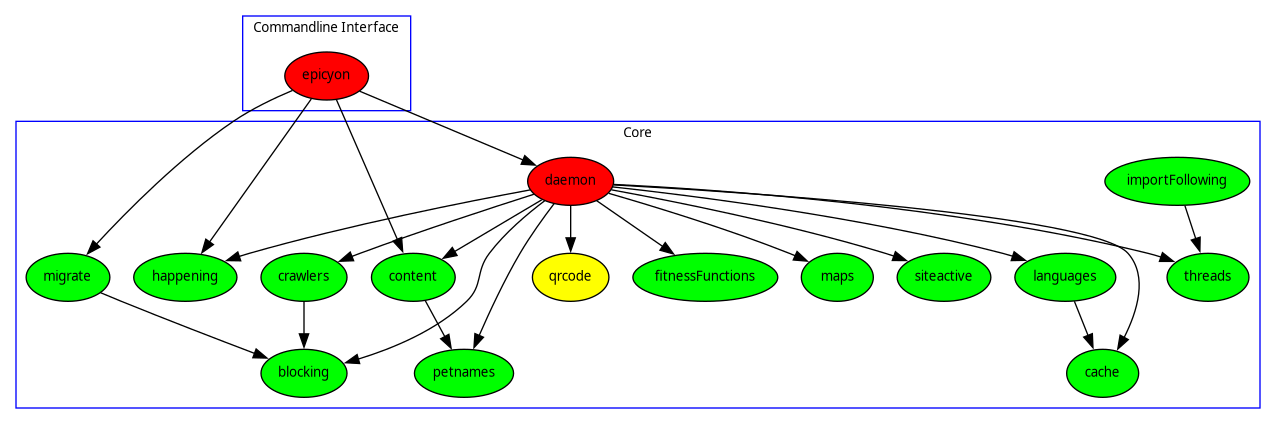 Commandline Interface
epicyon
Core
daemon
importFollowing
migrate
happening
crawlers
content
qrcode
fitnessFunctions
maps
siteactive
languages
threads
blocking
petnames
cache